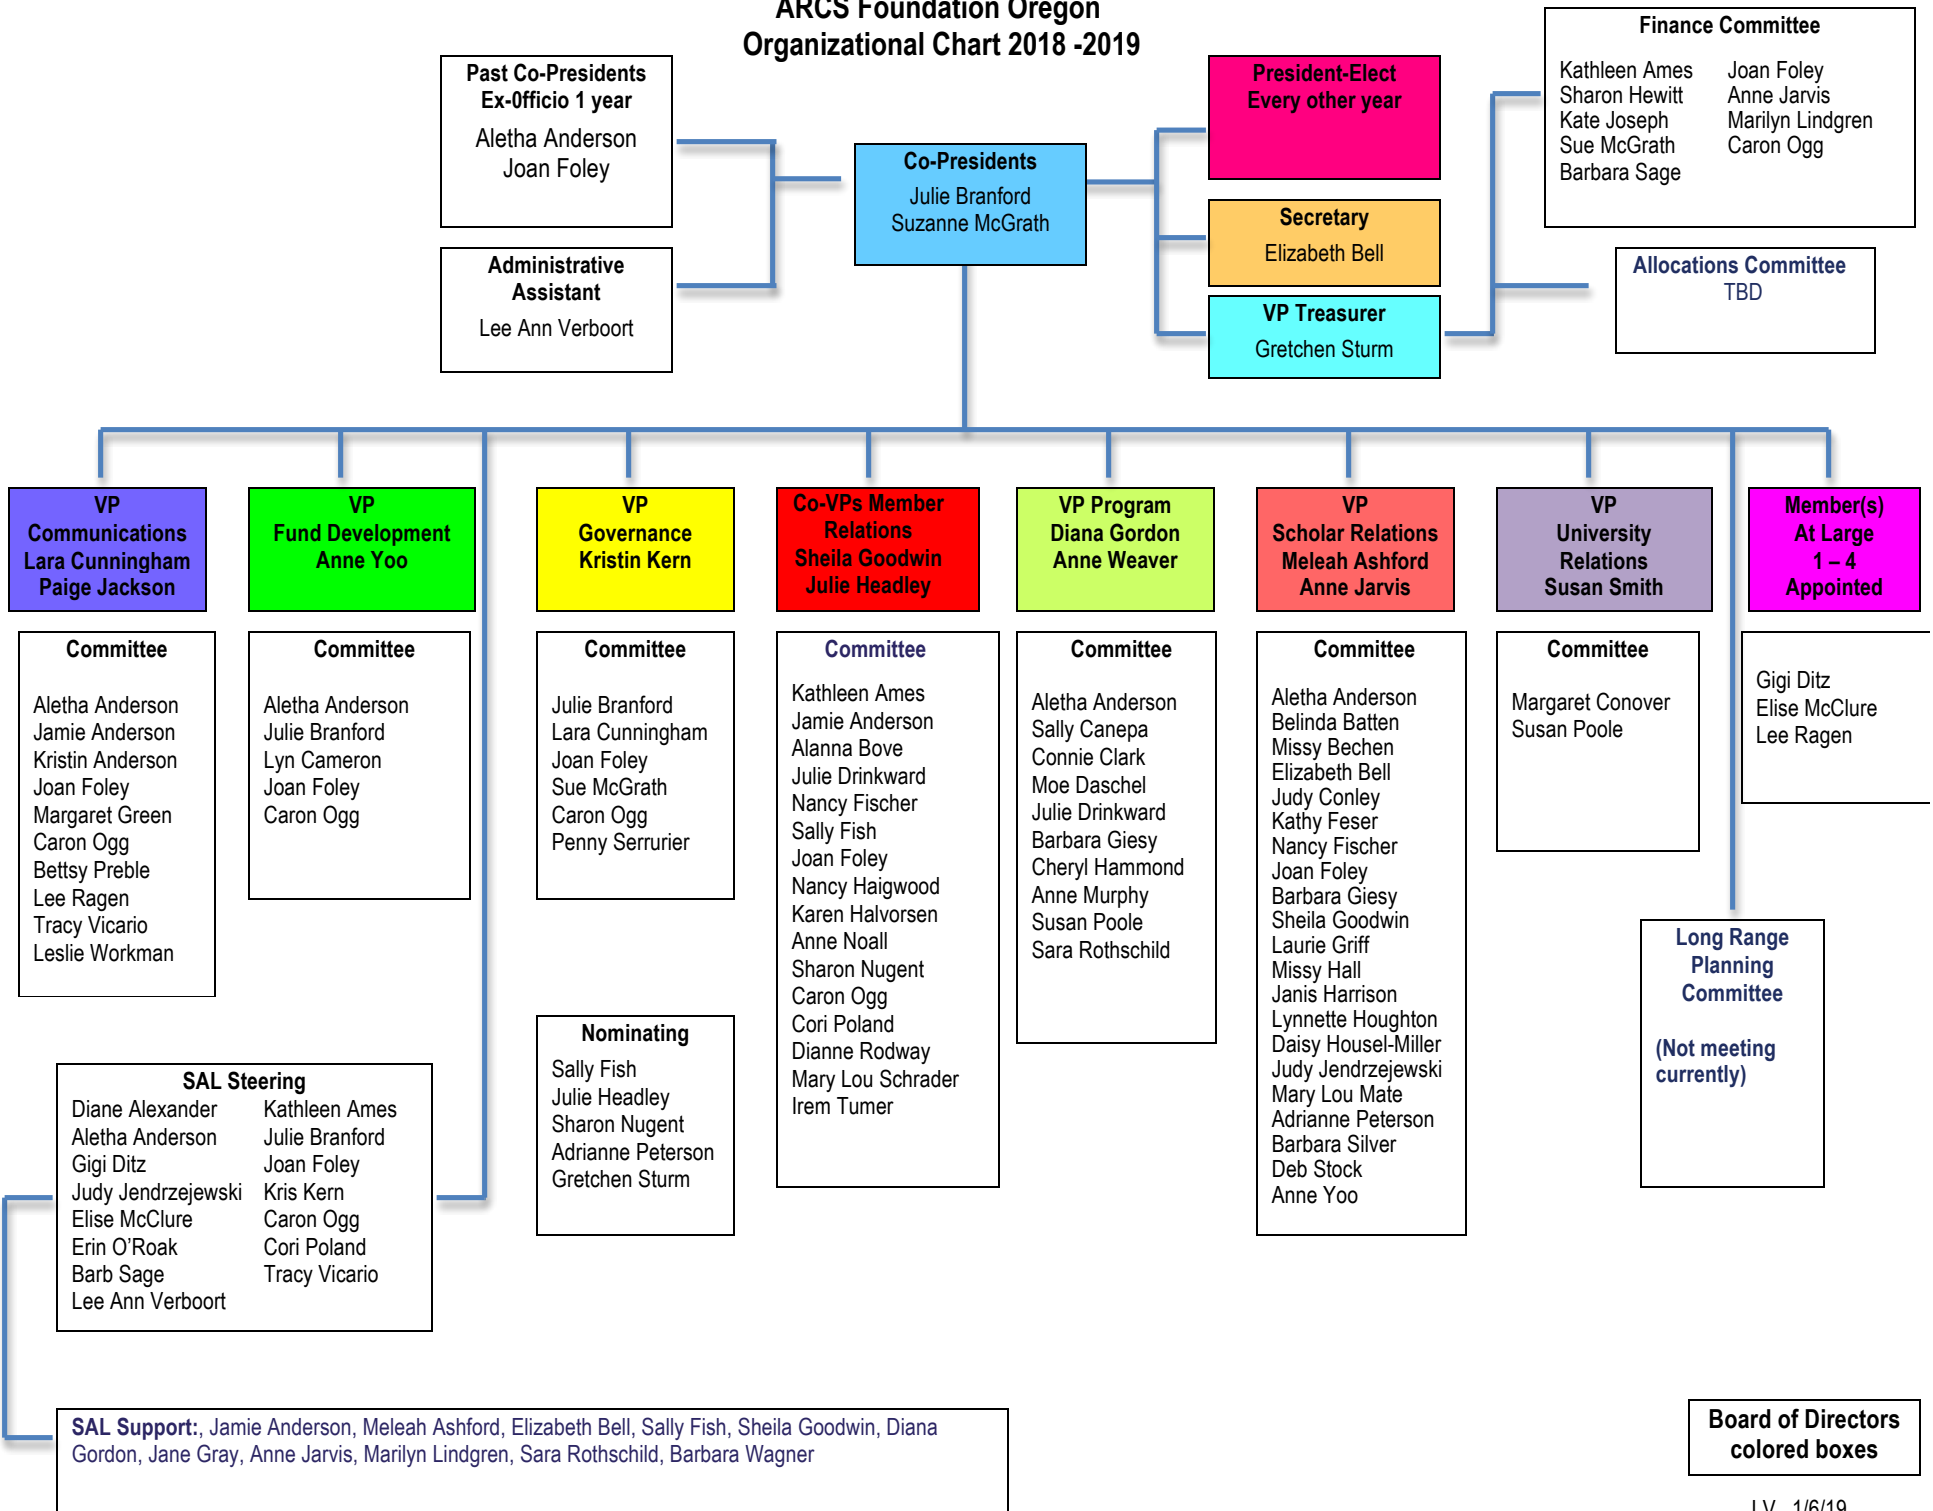 ARCS Foundation Oregon
Organizational Chart 2018 -2019
Past Co-Presidents
Ex-0fficio 1 year
Aletha Anderson
Joan Foley
Administrative
Assistant
Lee Ann Verboort
Co-Presidents
Julie Branford
Suzanne McGrath
President-Elect
Every other year
Secretary
Elizabeth Bell
VP Treasurer
Gretchen Sturm
Finance Committee
Kathleen Ames Joan Foley
Sharon Hewitt Anne Jarvis
Kate Joseph Marilyn Lindgren
Sue McGrath Caron Ogg
Barbara Sage
Allocations Committee
TBD
VP
Communications
Lara Cunningham
Paige Jackson
Committee
Aletha Anderson
Jamie Anderson
Kristin Anderson
Joan Foley
Margaret Green
Caron Ogg
Bettsy Preble
Lee Ragen
Tracy Vicario
Leslie Workman
VP
Fund Development
Anne Yoo
Committee
Aletha Anderson
Julie Branford
Lyn Cameron
Joan Foley
Caron Ogg
VP
Governance
Kristin Kern
Committee
Julie Branford
Lara Cunningham
Joan Foley
Sue McGrath
Caron Ogg
Penny Serrurier
Nominating
Sally Fish
Julie Headley
Sharon Nugent
Adrianne Peterson
Gretchen Sturm
Co-VPs Member
Relations
Sheila Goodwin
Julie Headley
Committee
Kathleen Ames
Jamie Anderson
Alanna Bove
Julie Drinkward
Nancy Fischer
Sally Fish
Joan Foley
Nancy Haigwood
Karen Halvorsen
Anne Noall
Sharon Nugent
Caron Ogg
Cori Poland
Dianne Rodway
Mary Lou Schrader
Irem Tumer
VP Program
Diana Gordon
Anne Weaver
Committee
Aletha Anderson
Sally Canepa
Connie Clark
Moe Daschel
Julie Drinkward
Barbara Giesy
Cheryl Hammond
Anne Murphy
Susan Poole
Sara Rothschild
VP
Scholar Relations
Meleah Ashford
Anne Jarvis
Committee
Aletha Anderson
Belinda Batten
Missy Bechen
Elizabeth Bell
Judy Conley
Kathy Feser
Nancy Fischer
Joan Foley
Barbara Giesy
Sheila Goodwin
Laurie Griff
Missy Hall
Janis Harrison
Lynnette Houghton
Daisy Housel-Miller
Judy Jendrzejewski
Mary Lou Mate
Adrianne Peterson
Barbara Silver
Deb Stock
Anne Yoo
VP
University
Relations
Susan Smith
Committee
Margaret Conover
Susan Poole
Member(s)
At Large
1 – 4
Appointed
Gigi Ditz
Elise McClure
Lee Ragen
Long Range
Planning
Committee
(Not meeting
currently)
SAL Steering
Diane Alexander Kathleen Ames
Aletha Anderson Julie Branford
Gigi Ditz Joan Foley
Judy Jendrzejewski Kris Kern
Elise McClure Caron Ogg
Erin O’Roak Cori Poland
Barb Sage Tracy Vicario
Lee Ann Verboort
SAL Support:, Jamie Anderson, Meleah Ashford, Elizabeth Bell, Sally Fish, Sheila Goodwin, Diana
Gordon, Jane Gray, Anne Jarvis, Marilyn Lindgren, Sara Rothschild, Barbara Wagner
Board of Directors
colored boxes
LV 1/6/19